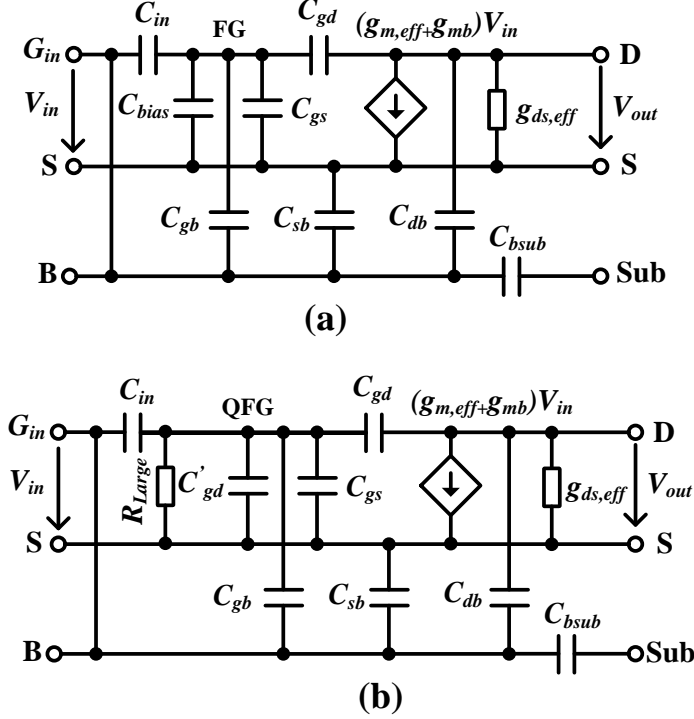 C_in FG C_gd (g_m,eff+g_mb)V_in
G_in D
V_in C_bias C_gs g_ds,eff V_out
S S
C_gb C_sb C_db C_bsub
B Sub
(a)
C_in QFG C_gd (g_m,eff+g_mb)V_in
G_in D
V_in R_Large C'_gd C_gs g_ds,eff V_out
S S
C_gb C_sb C_db C_bsub
B Sub
(b)